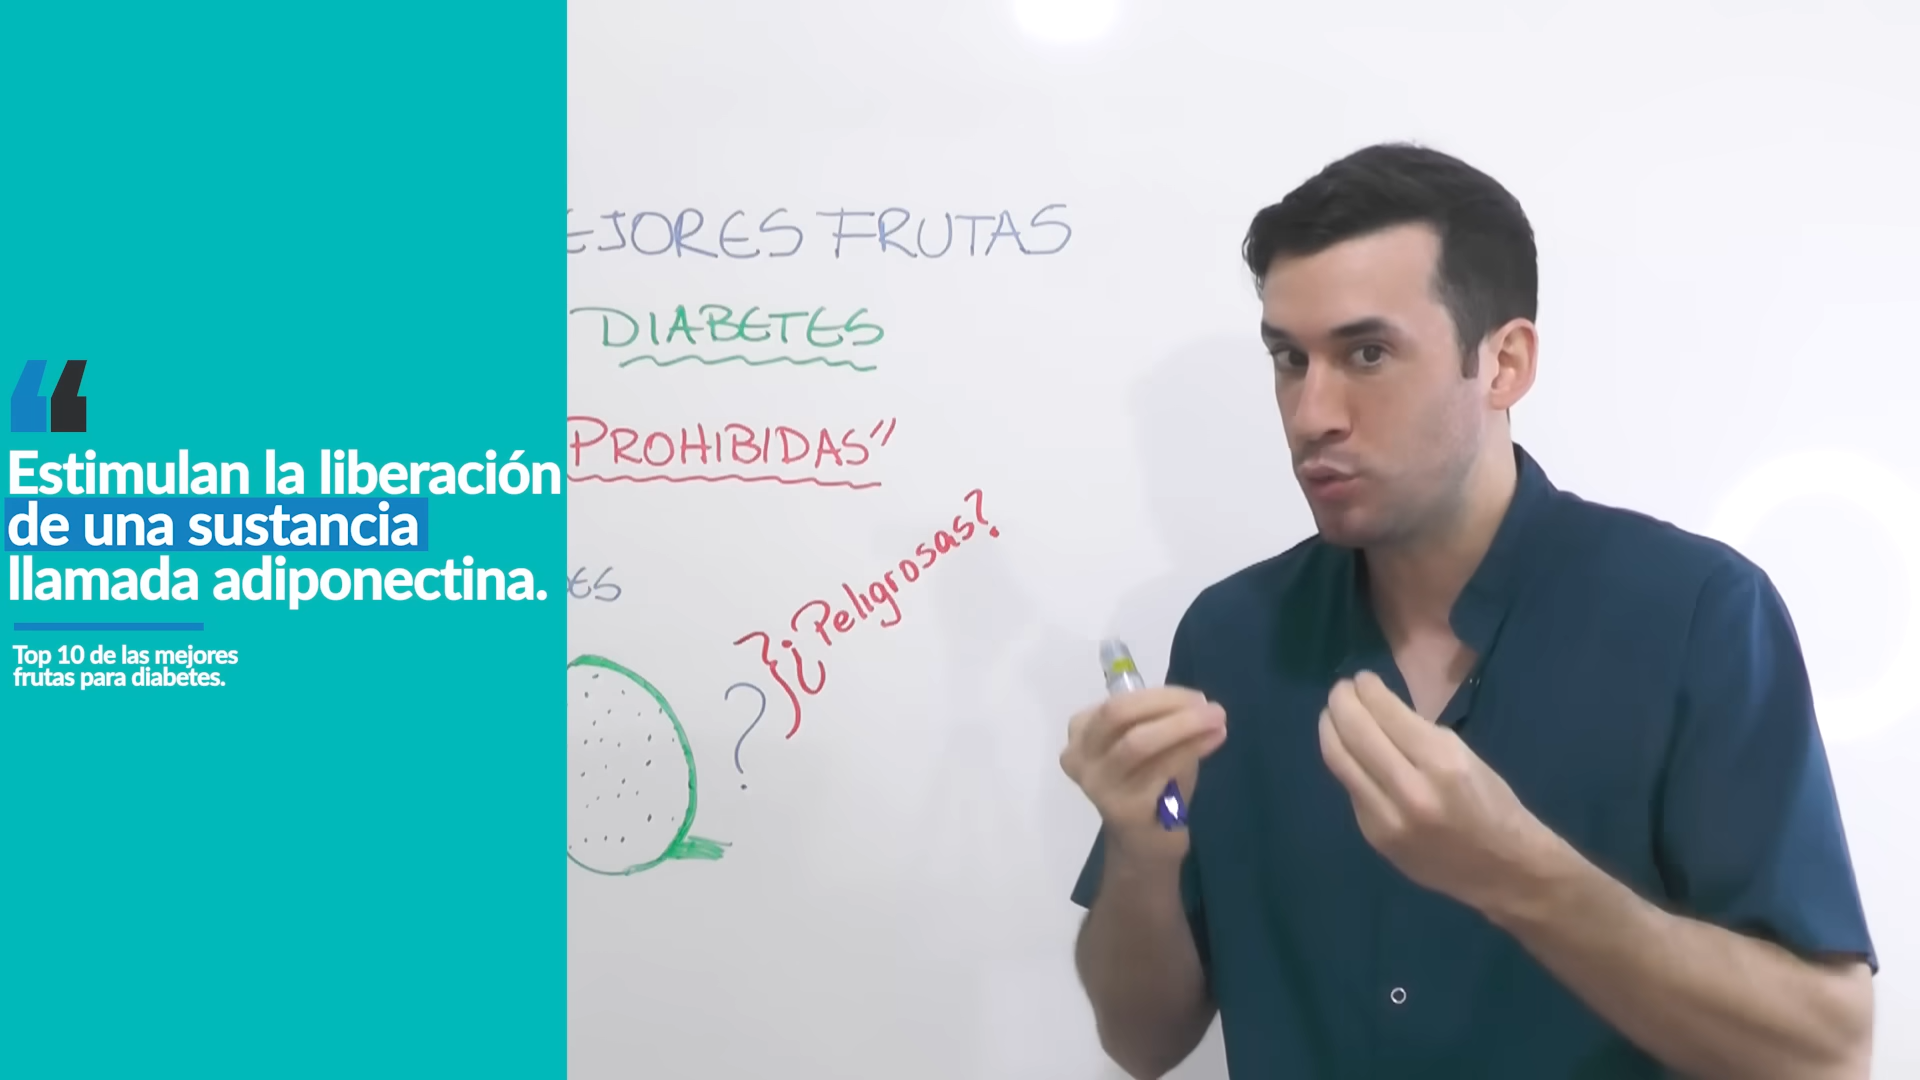 Estimulan la liberación
de una sustancia
llamada adiponectina.
Top 10 de las mejores
frutas para diabetes.
EJORES FRUTAS
DIABETES
PROHIBIDAS"
ES
?}¿Peligrosas?